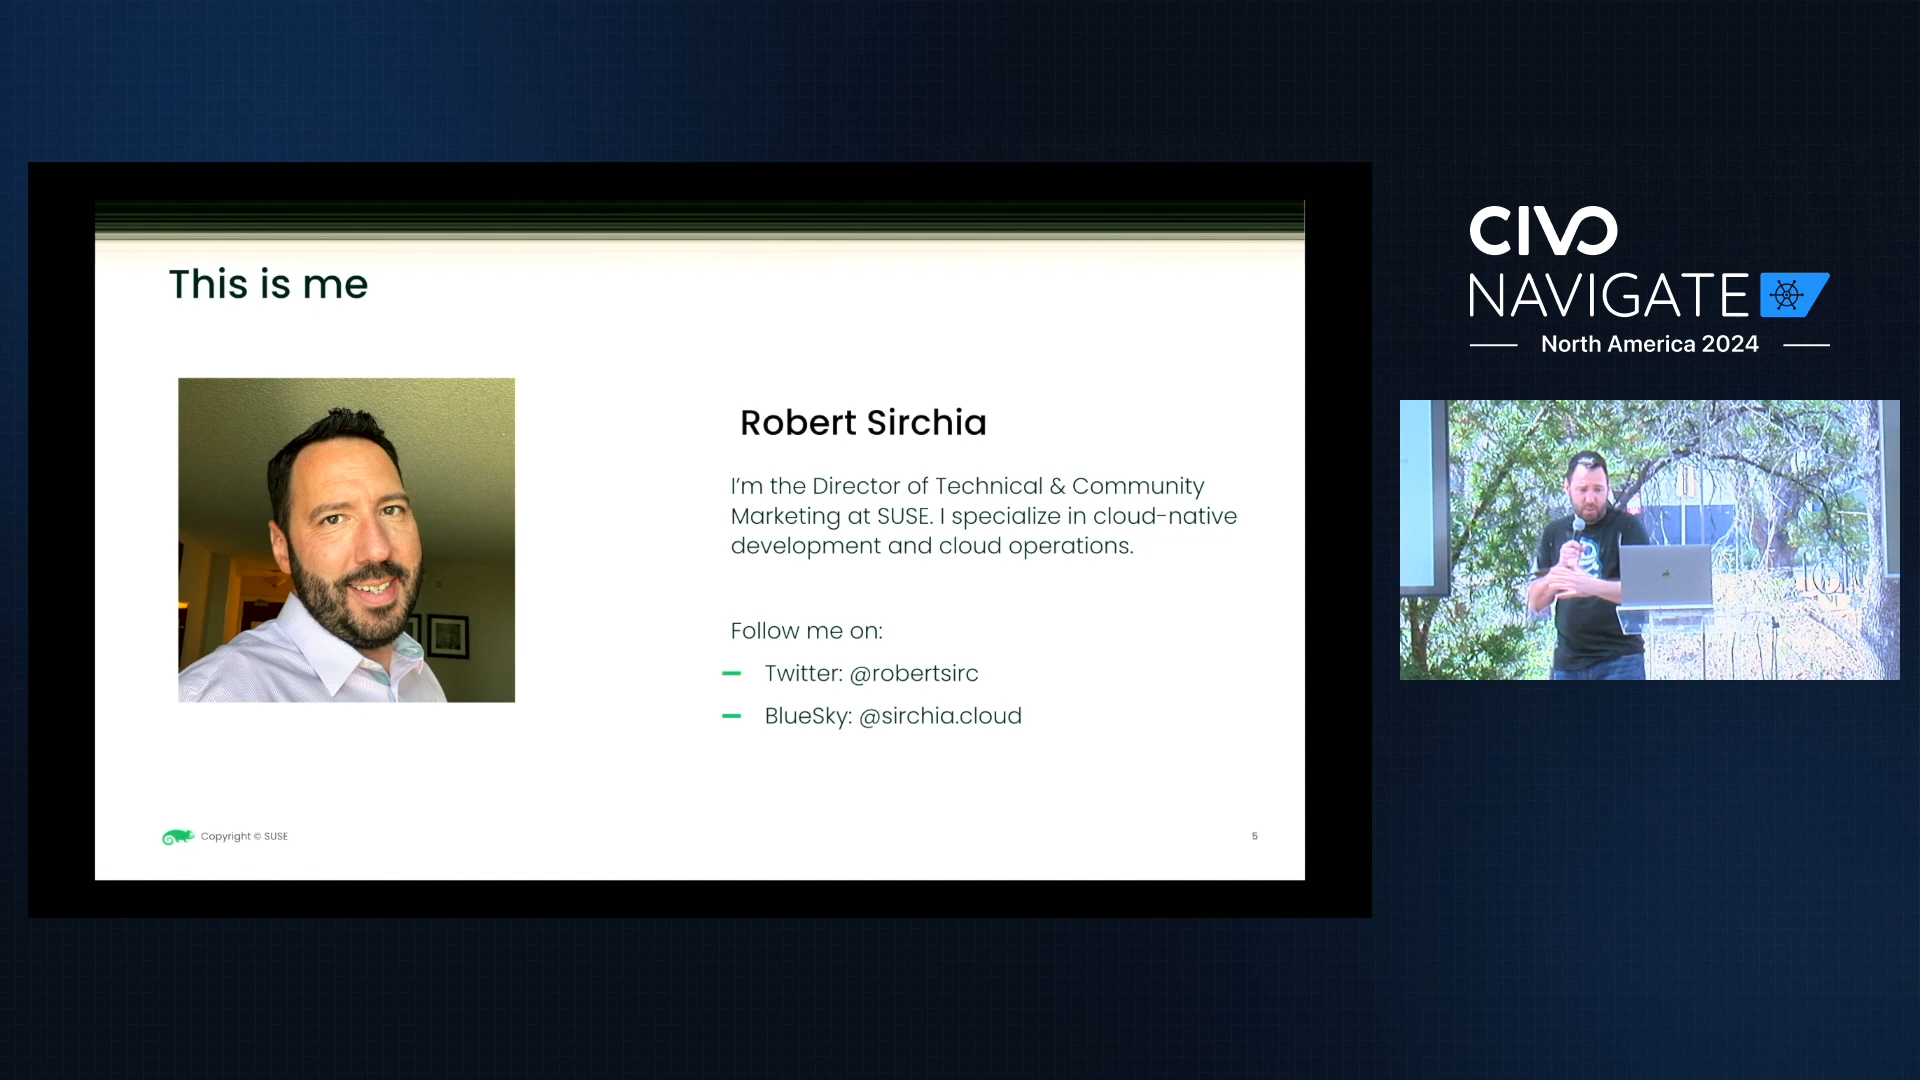 This is me
Robert Sirchia
I'm the Director of Technical & Community
Marketing at SUSE. I specialize in cloud-native
development and cloud operations.
Follow me on:
Twitter: @robertsirc
BlueSky: @sirchia.cloud
Copyright © SUSE
5
CIVO
NAVIGATE
North America 2024